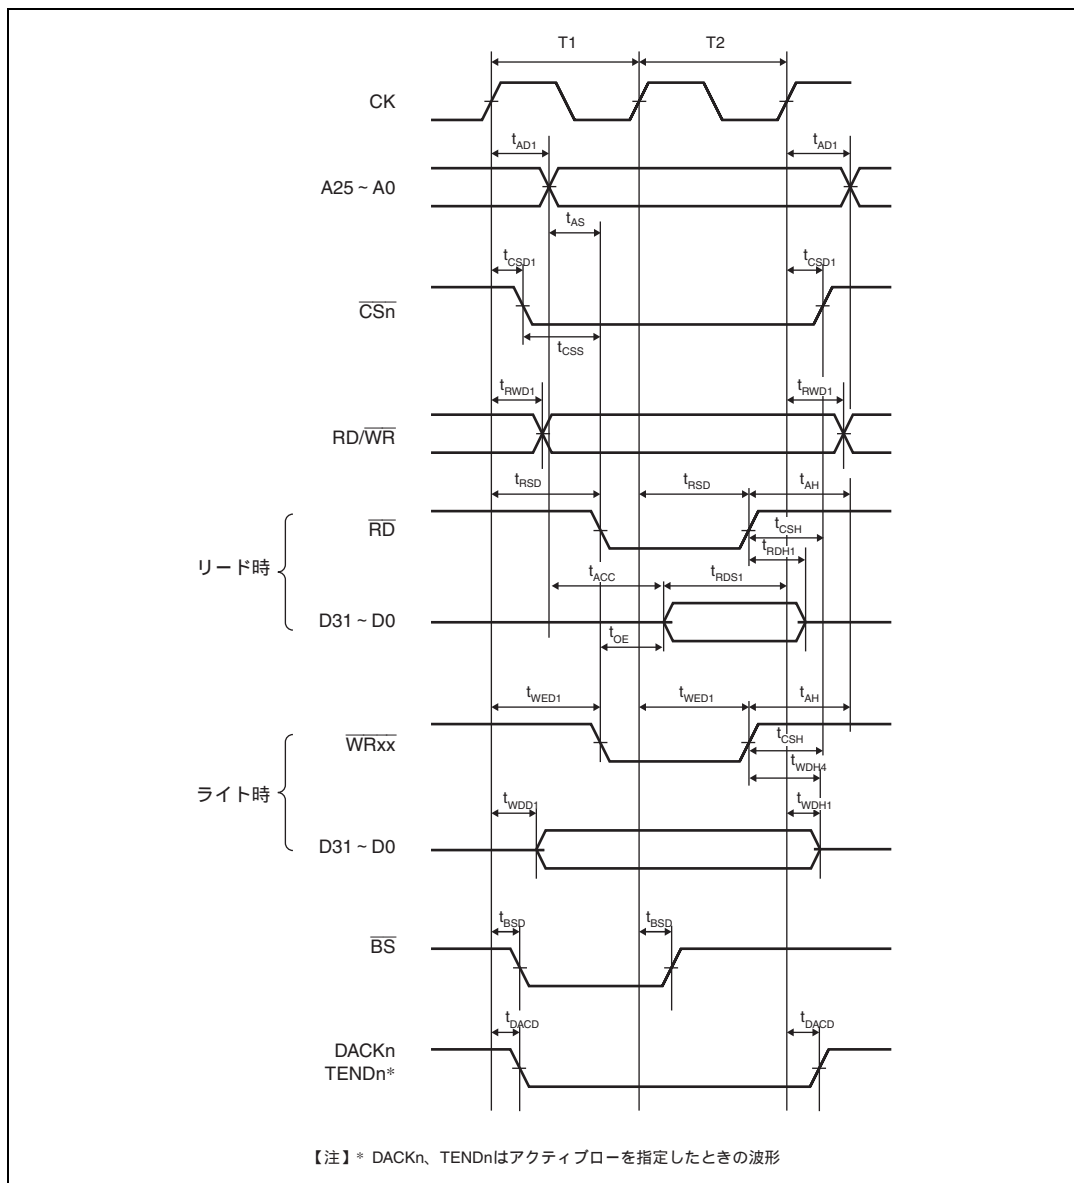 T1 T2
CK
tAD1 tAD1
A25 ~ A0
tAS
tCSD1 tCSD1
CSn
tCSS
tRWD1 tRWD1
RD/WR
tRSD tRSD tAH
RD
tCSH
tRDH1
リード時
tACC tRDS1
D31 ~ D0
tOE
tWED1 tWED1 tAH
WRxx
tCSH
tWDH4
ライト時
tWDD1 tWDH1
D31 ~ D0
tBSD tBSD
BS
tDACD tDACD
DACKn
TENDn*
【注】* DACKn、TENDnはアクティブローを指定したときの波形